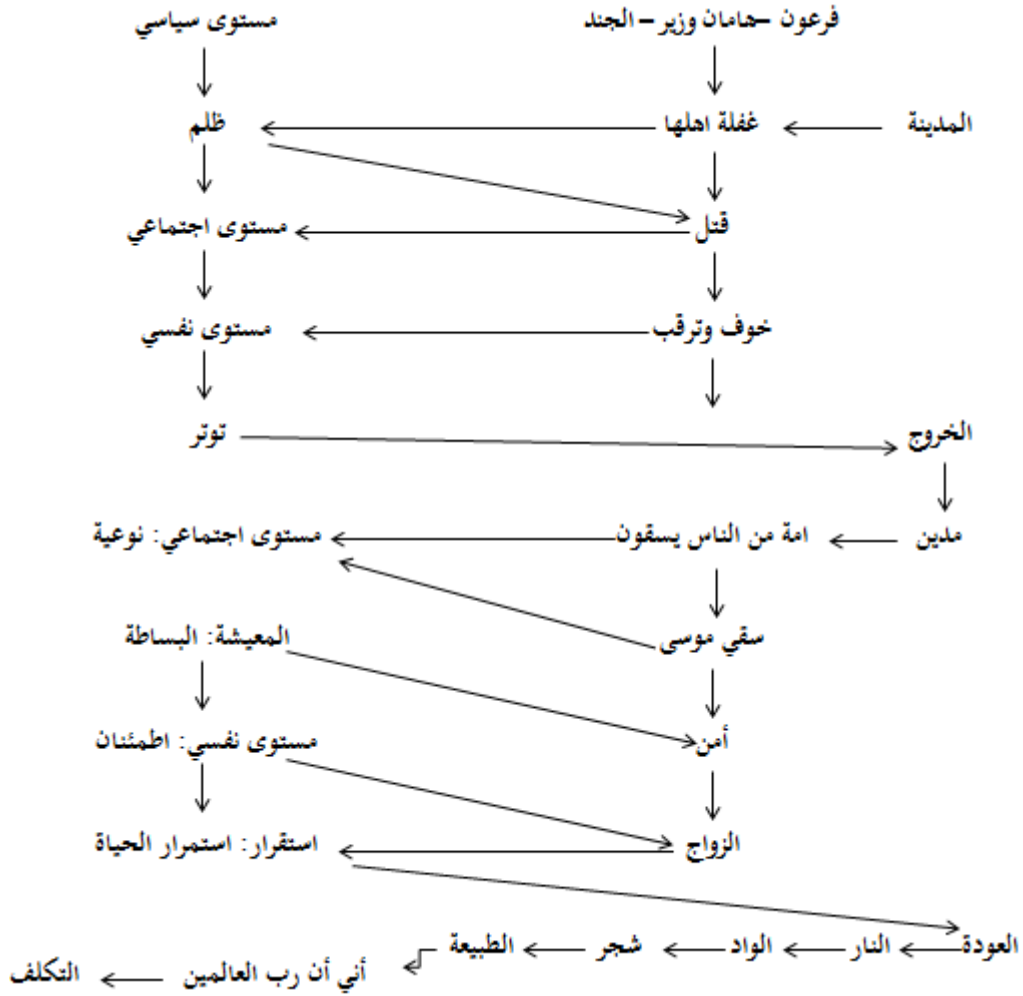 فرعون –هامان وزير – الجند مستوى سياسي
المدينة غفلة اهلها ظلم
قتل مستوى اجتماعي
خوف وترقب مستوى نفسي
الخروج توتر
مدين امة من الناس يسقون مستوى اجتماعي: نوعية
سقي موسى المعيشة: البساطة
أمن مستوى نفسي: اطمئنان
الزواج استقرار: استمرار الحياة
العودة النار الواد شجر الطبيعة
أني أن رب العالمين التكلف